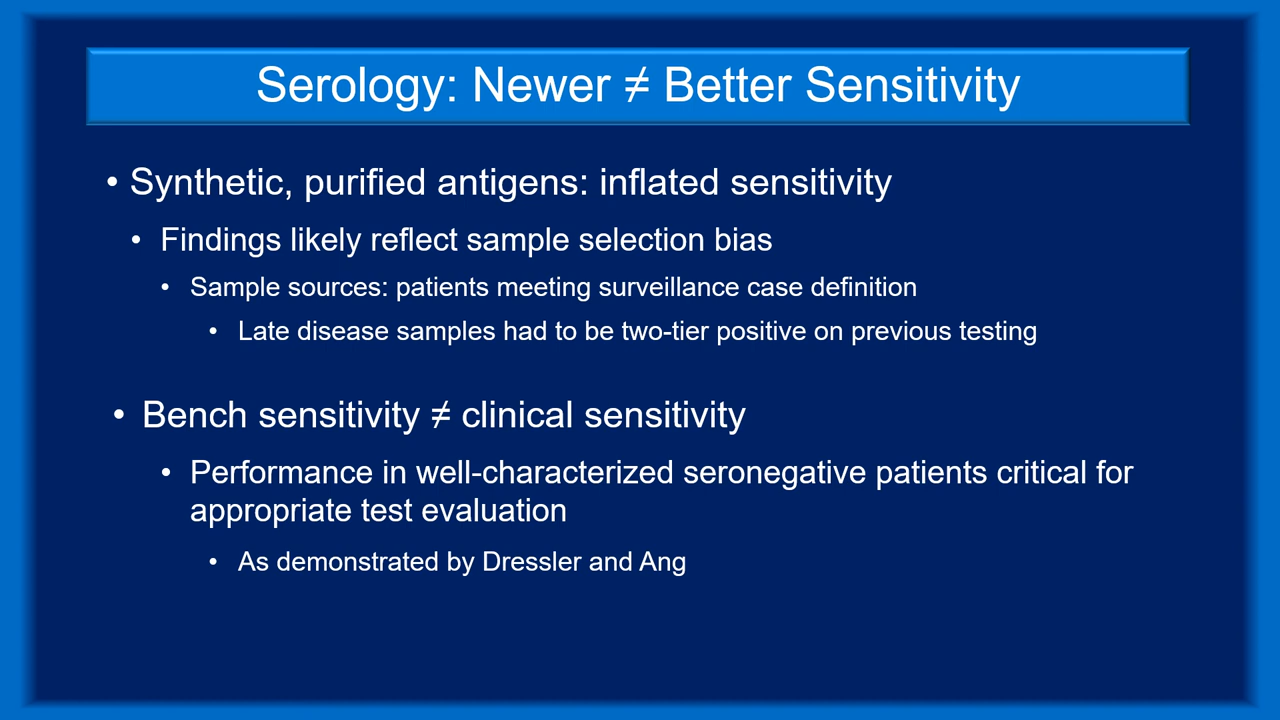 Serology: Newer ≠ Better Sensitivity
• Synthetic, purified antigens: inflated sensitivity
• Findings likely reflect sample selection bias
• Sample sources: patients meeting surveillance case definition
• Late disease samples had to be two-tier positive on previous testing
• Bench sensitivity ≠ clinical sensitivity
• Performance in well-characterized seronegative patients critical for
appropriate test evaluation
• As demonstrated by Dressler and Ang